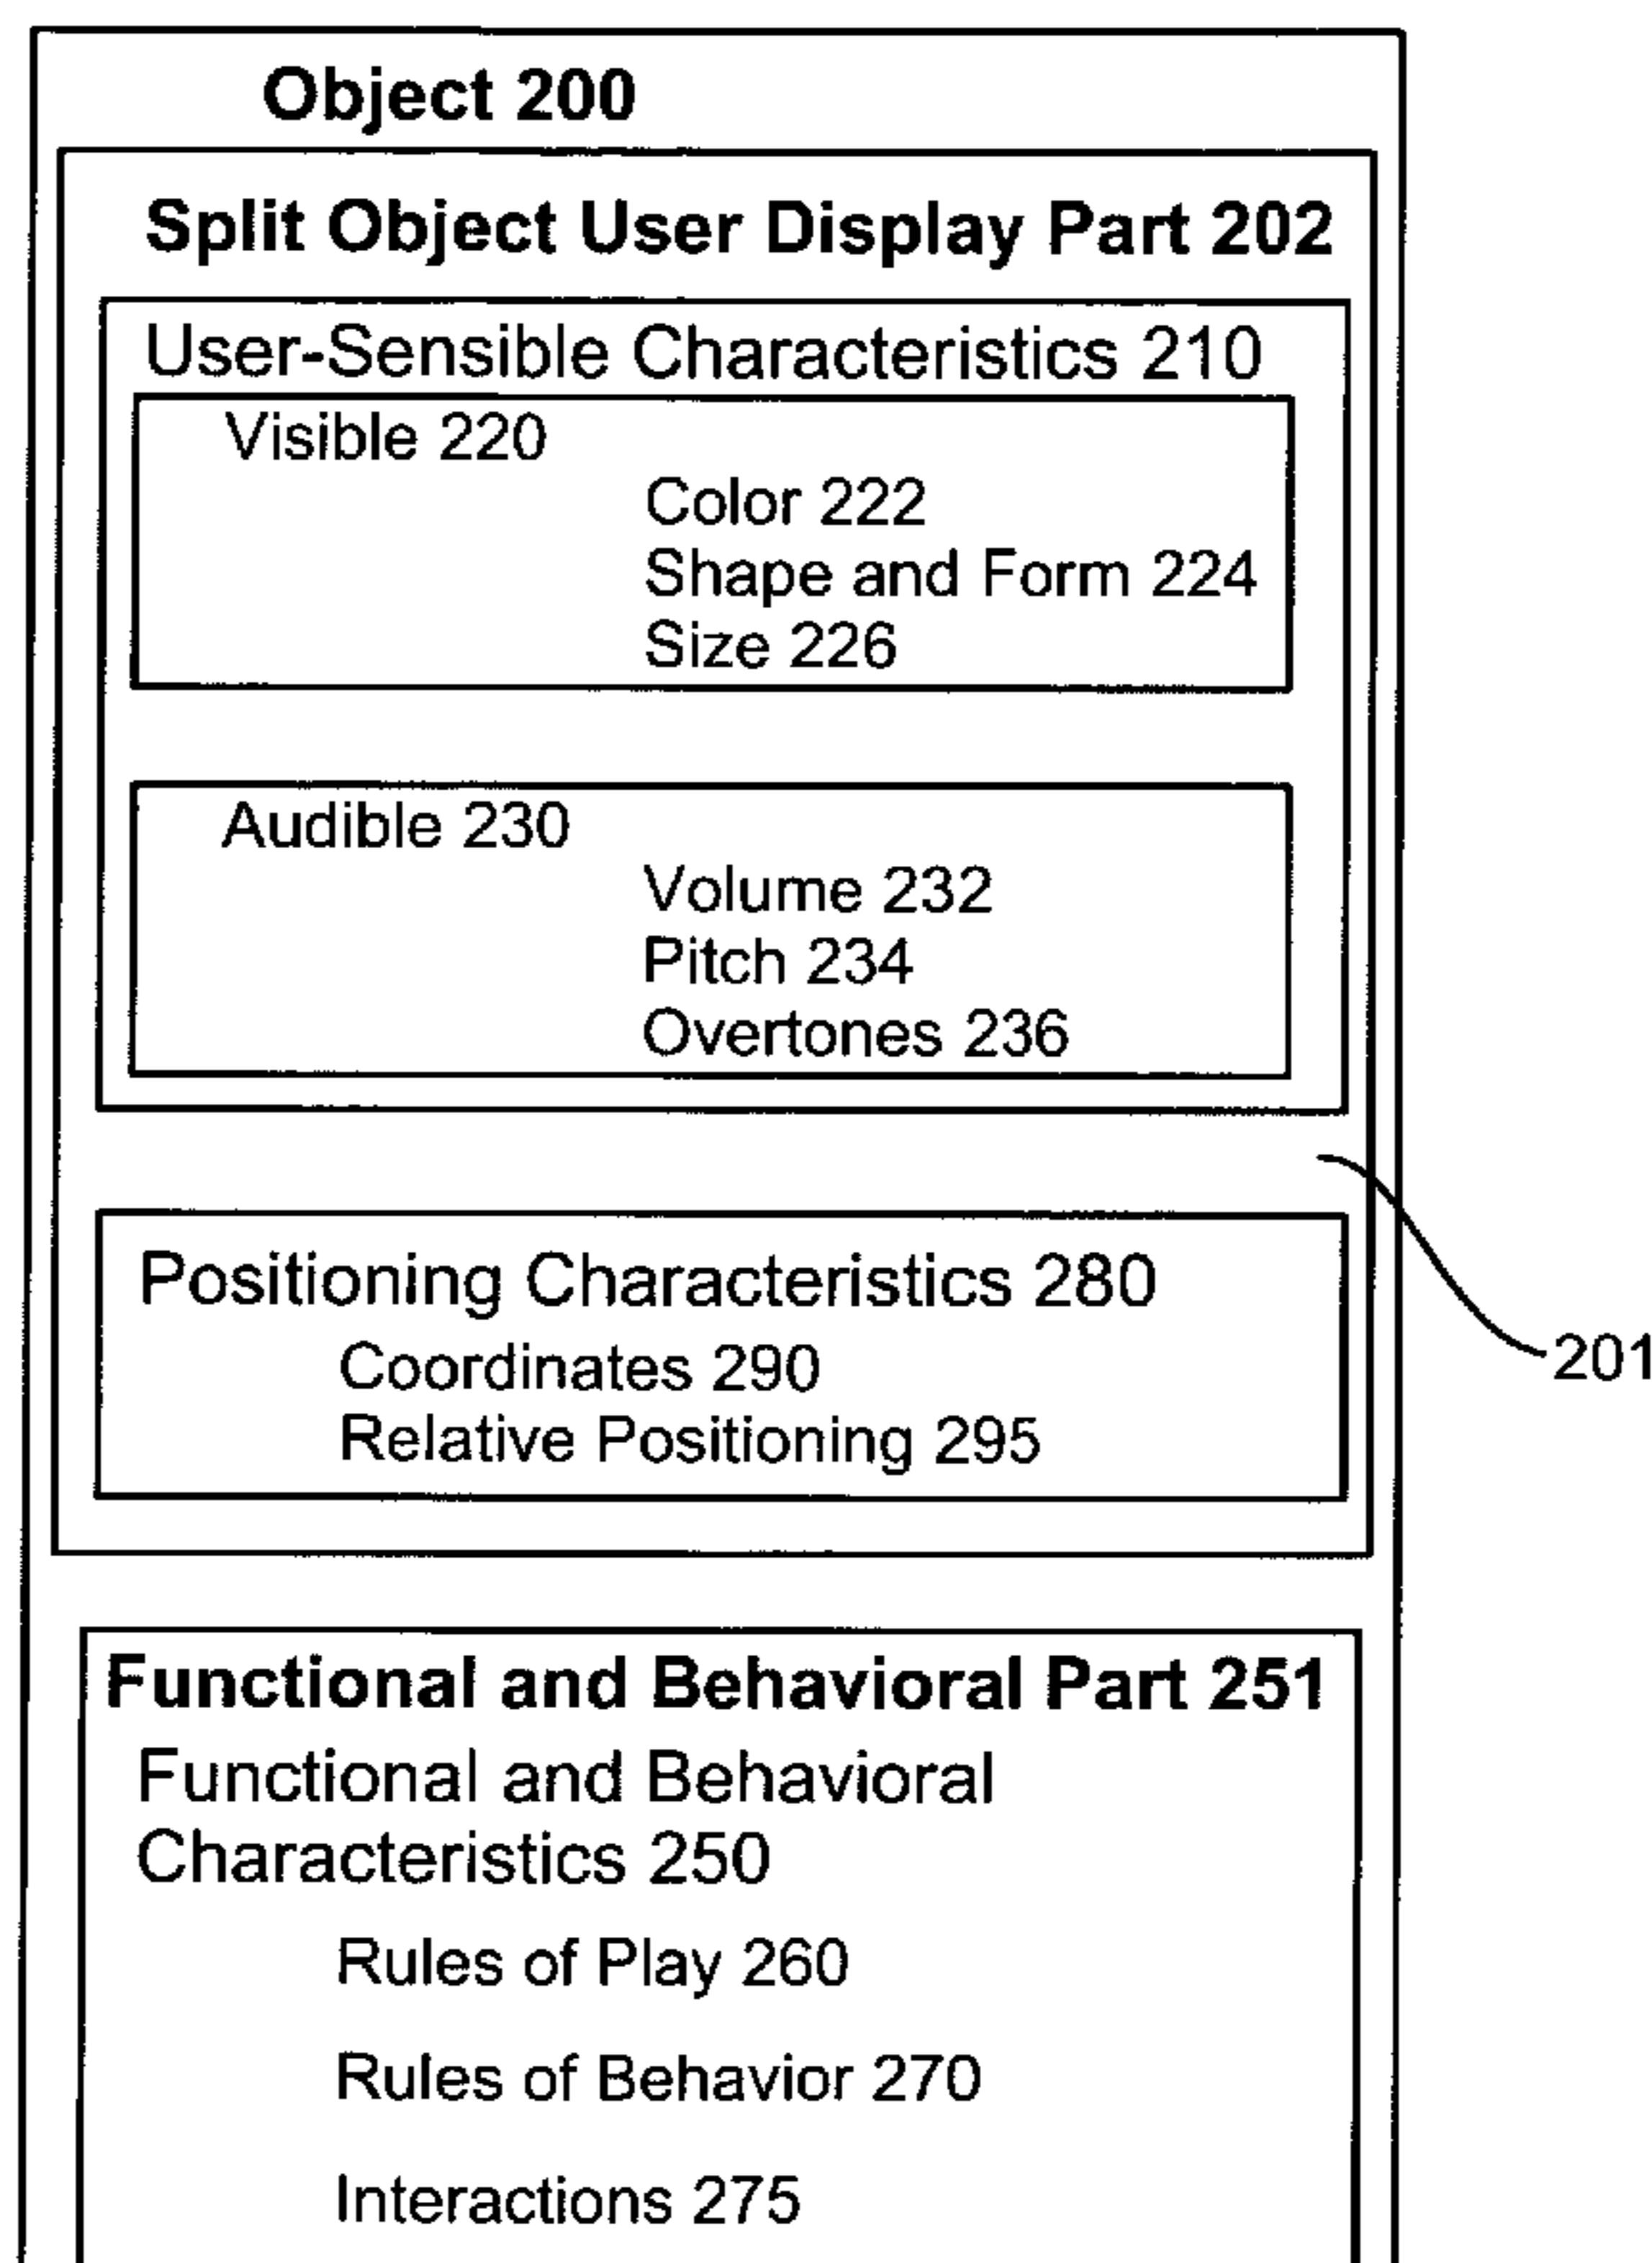 Object 200
Split Object User Display Part 202
User-Sensible Characteristics 210
Visible 220
Color 222
Shape and Form 224
Size 226
Audible 230
Volume 232
Pitch 234
Overtones 236
Positioning Characteristics 280
Coordinates 290
201
Relative Positioning 295
Functional and Behavioral Part 251
Functional and Behavioral
Characteristics 250
Rules of Play 260
Rules of Behavior 270
Interactions 275